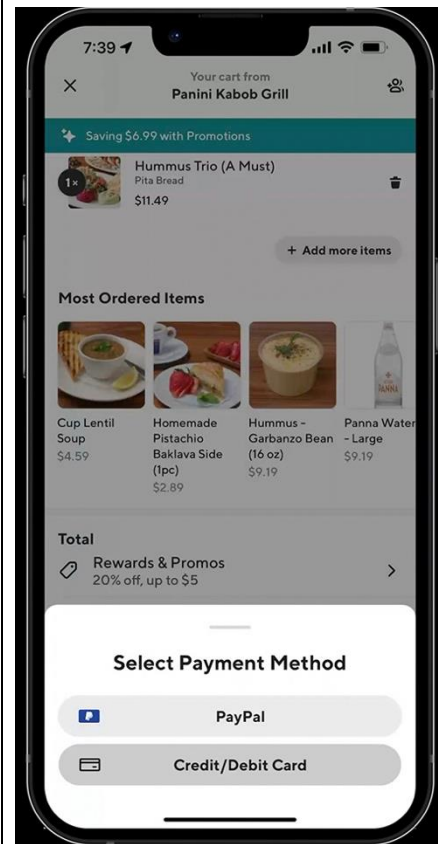 7:39
Your cart from
Panini Kabob Grill
Saving $6.99 with Promotions
1×
Hummus Trio (A Must)
Pita Bread
$11.49
+ Add more items
Most Ordered Items
Cup Lentil
Soup
$4.59
Homemade
Pistachio
Baklava Side
(1pc)
$2.89
Hummus -
Garbanzo Bean
(16 oz)
$9.19
PANNA
Panna Water
- Large
$9.19
Total
Rewards & Promos
20% off, up to $5
Select Payment Method
PayPal
Credit/Debit Card